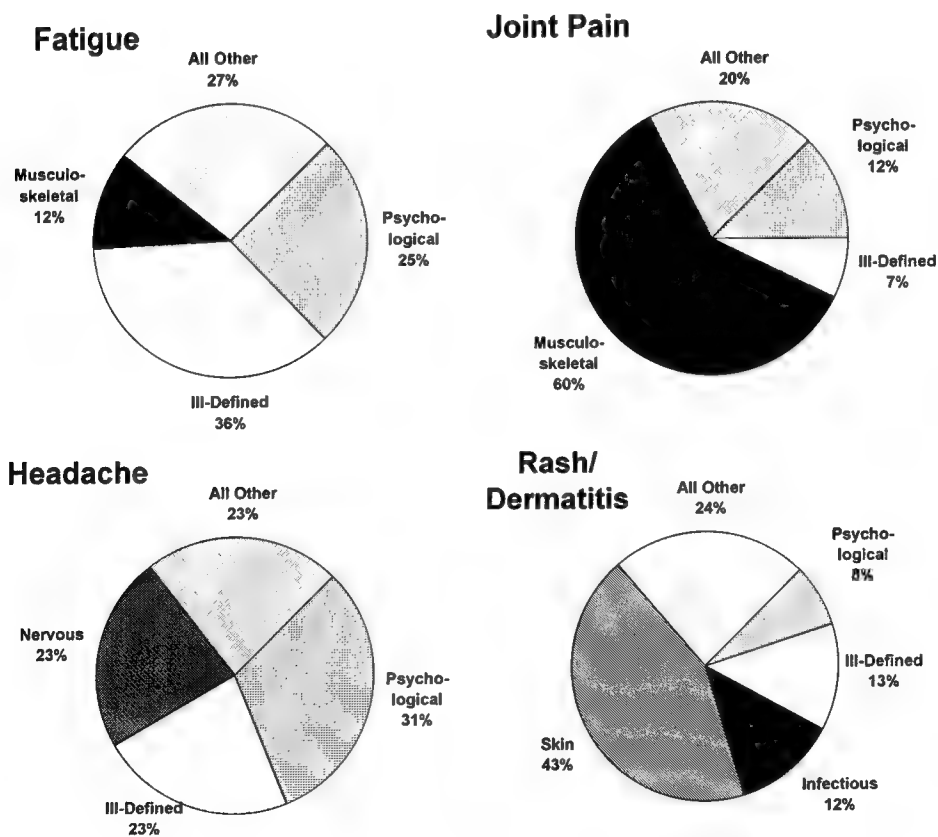 Fatigue
All Other
27%
Musculo-
skeletal
12%
Psycho-
logical
25%
Ill-Defined
36%
Joint Pain
All Other
20%
Psycho-
logical
12%
Ill-Defined
7%
Musculo-
skeletal
60%
Headache
All Other
23%
Nervous
23%
Psycho-
logical
31%
Ill-Defined
23%
Rash/
Dermatitis
All Other
24%
Psycho-
logical
8%
Ill-Defined
13%
Skin
43%
Infectious
12%